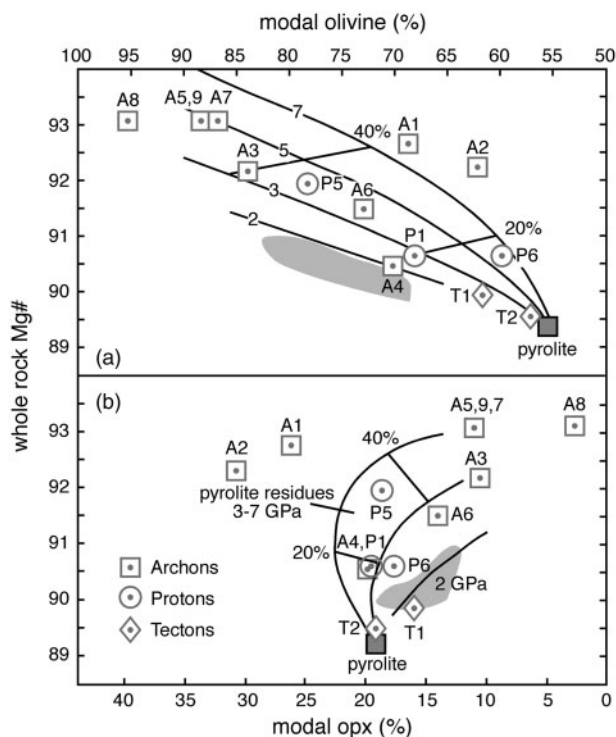 modal olivine (%)
100 95 90 85 80 75 70 65 60 55 50
A8 A5,9 A7 7 A1
93
40% A2
A3 5
92 3 P5 A6
2
91 P1 20%
P6
A4
90 T1 T2
89 (a) pyrolite
whole rock Mg#
(b) A5,9,7 A8
93 A2 A1 40% A3
92 pyrolite residues
3-7 GPa P5 A6
91 20% A4,P1
Archons P6
90 Protons 2 GPa
Tectons T2 T1
89 pyrolite
40 35 30 25 20 15 10 5 0
modal opx (%)